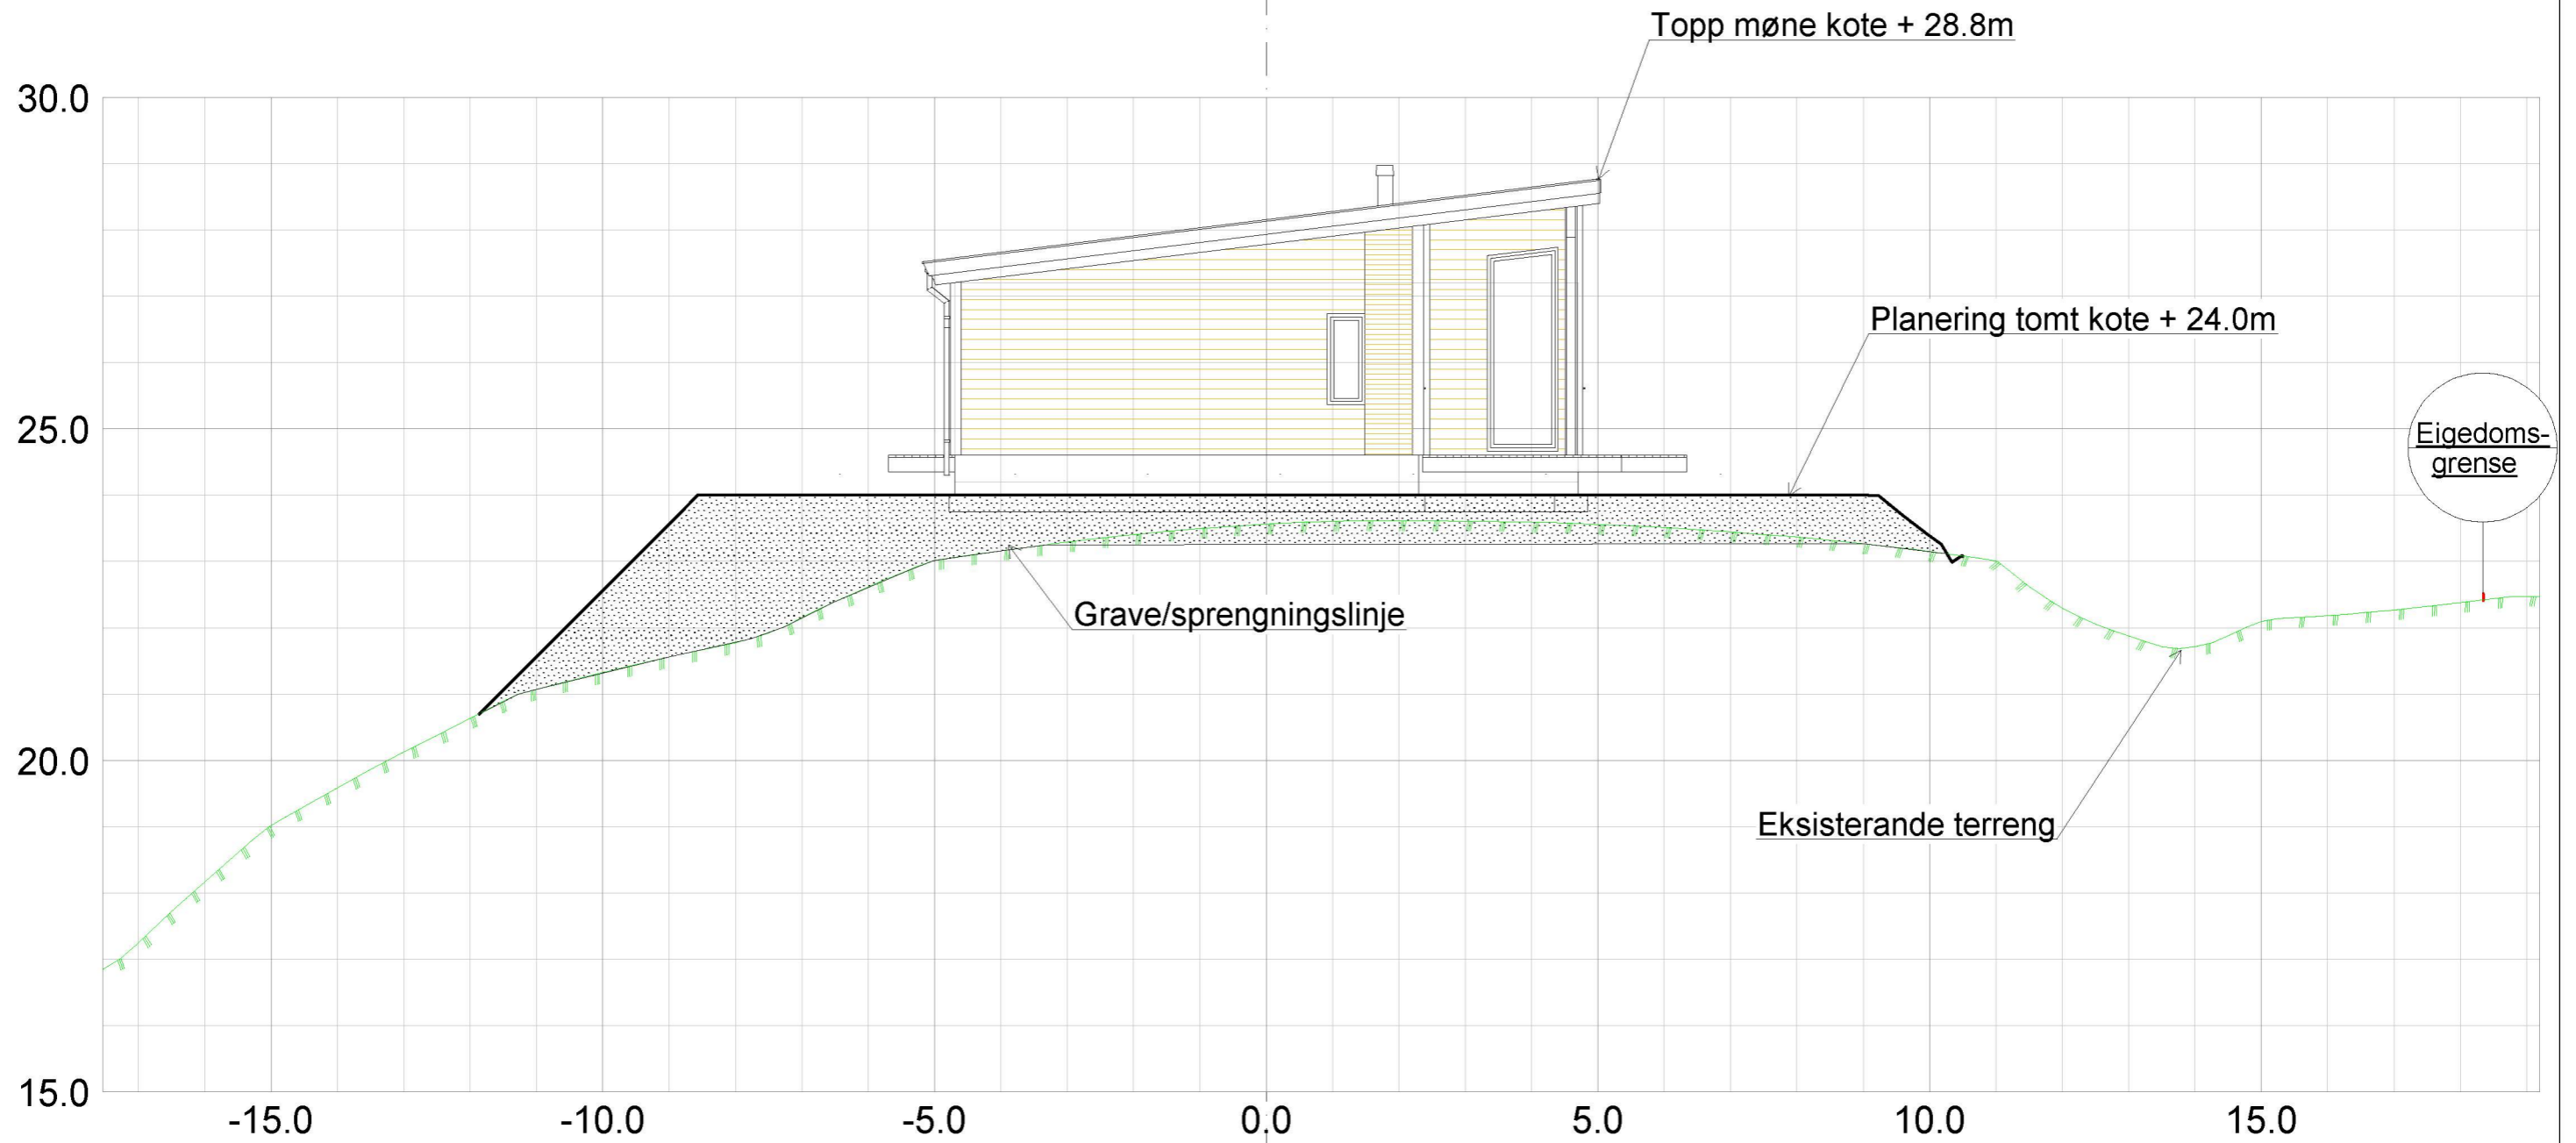 Topp møne kote + 28.8m
30.0
Planering tomt kote + 24.0m
25.0
Eigedoms-
grense
Grave/sprengningslinje
20.0
Eksisterande terreng
15.0
-15.0 -10.0 -5.0 0.0 5.0 10.0 15.0